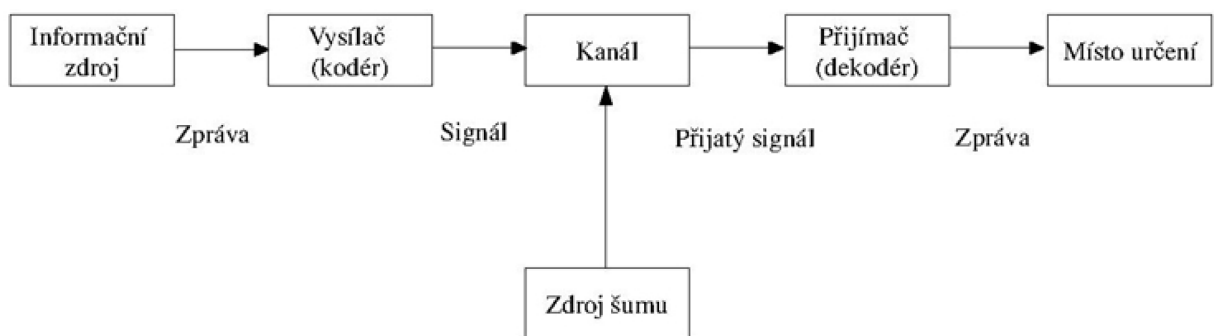 Informační
zdroj
Vysílač
(kodér)
Kanál
Přijímač
(dekodér)
Místo určení
Zpráva
Signál
Přijatý signál
Zpráva
Zdroj šumu